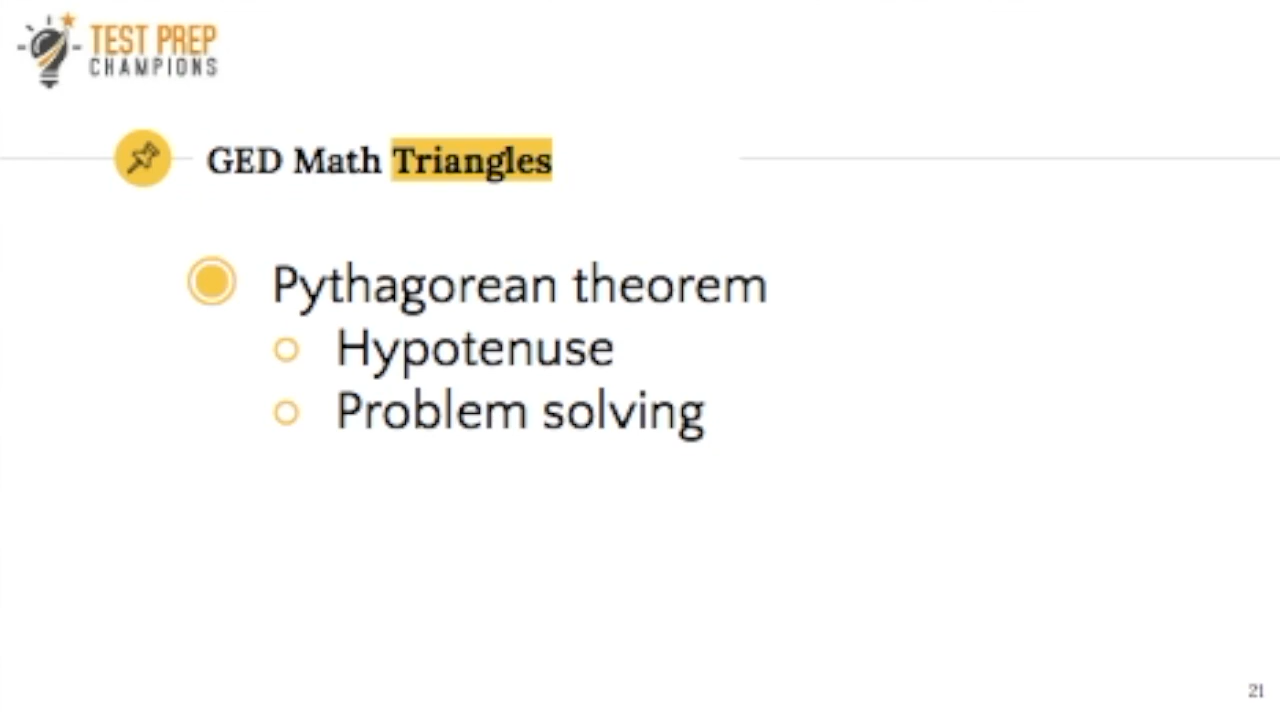 TEST PREP
CHAMPIONS
GED Math Triangles
Pythagorean theorem
Hypotenuse
Problem solving
21